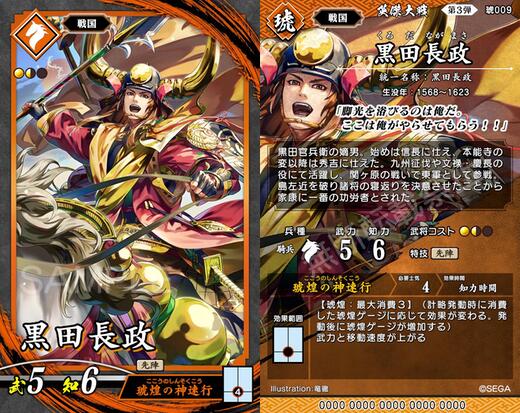 戦国
黒田長政
先陣
武5 知6
ここうのしんそくこう
琥煌の神速行
4
琥
戦国
英傑大戦
第3弾
琥009
くろ だ なが まさ
黒田長政
統一名称：黒田長政
生没年：1568～1623
「脚光を浴びるのは俺だ。
ここは俺がやらせてもらう！！」
黒田官兵衛の嫡男。始めは信長に仕え、本能寺の
変以降は秀吉に仕えた。九州征伐や文禄・慶長の
役にて活躍し、関ヶ原の戦いで東軍として参戦。
島左近を破り諸将の寝返りを決意させたことから
家康に一番の功労者とされた。
兵種 武力 知力 武将コスト
騎兵 5 6 特技 先陣
ここうのしんそくこう 必要士気 効果時間
琥煌の神速行 4 知力時間
効果範囲
【琥煌：最大消費3】（計略発動時に消費
した琥煌ゲージに応じて効果が変わる。発
動後に琥煌ゲージが増加する）
武力と移動速度が上がる
Illustration:竜徹
©SEGA
0000 0000 0000 0000 0000